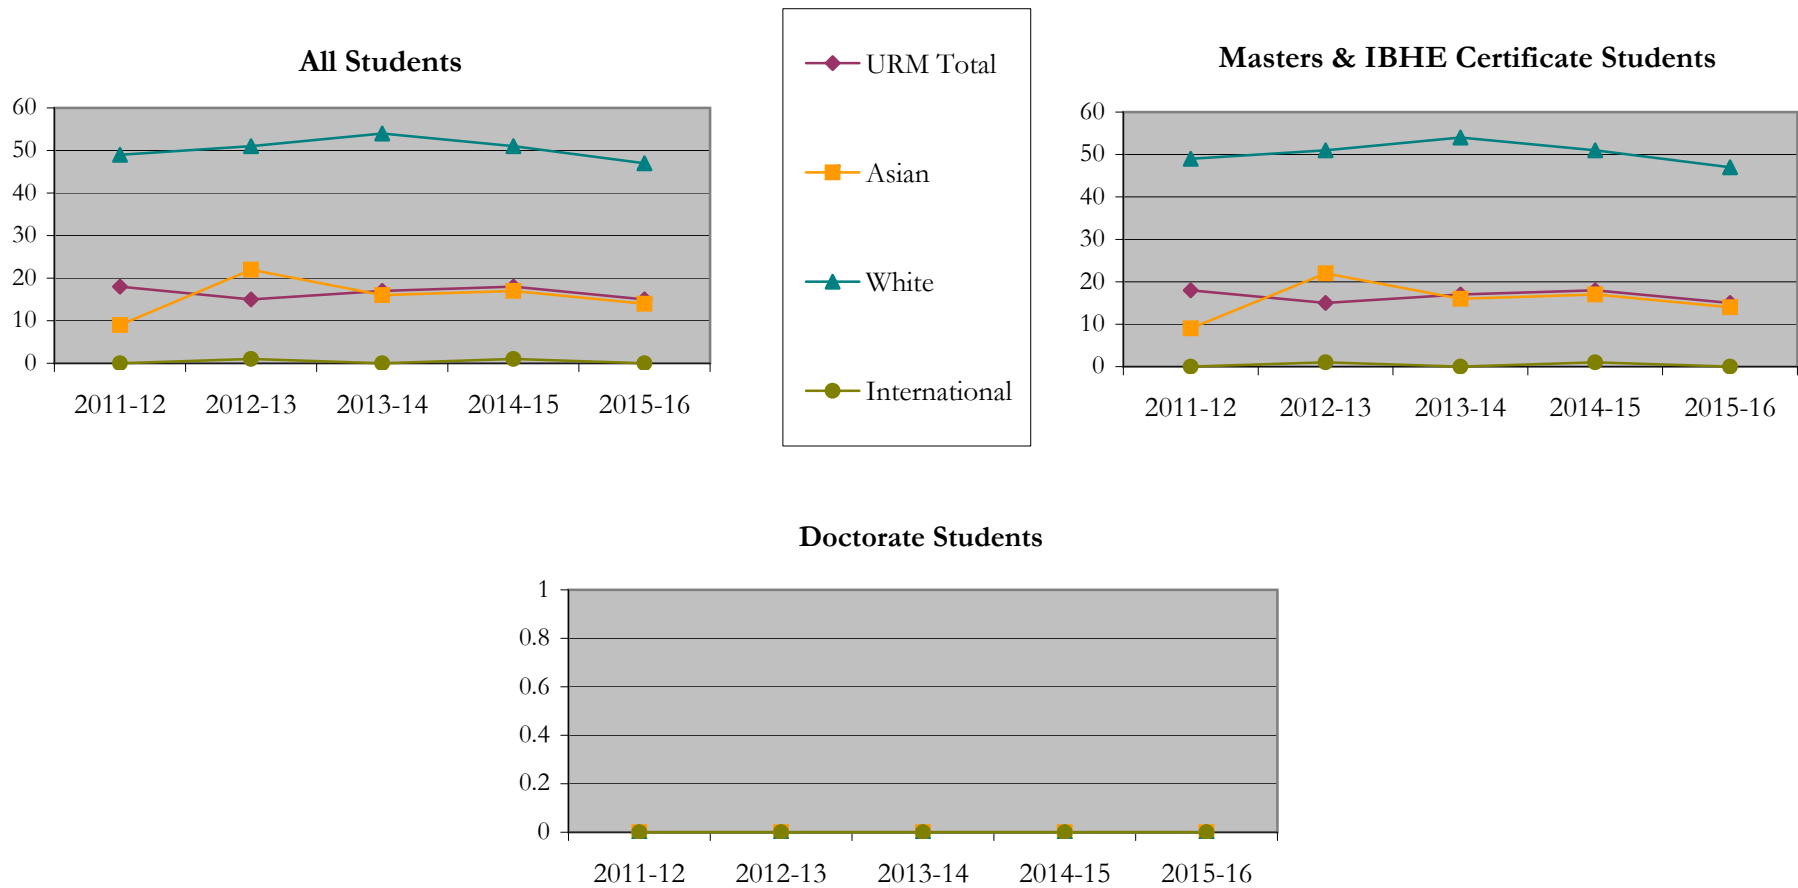 All Students
60
50
40
30
20
10
0
2011-12 2012-13 2013-14 2014-15 2015-16
URM Total
Asian
White
International
Masters & IBHE Certificate Students
60
50
40
30
20
10
0
2011-12 2012-13 2013-14 2014-15 2015-16
Doctorate Students
1
0.8
0.6
0.4
0.2
0
2011-12 2012-13 2013-14 2014-15 2015-16